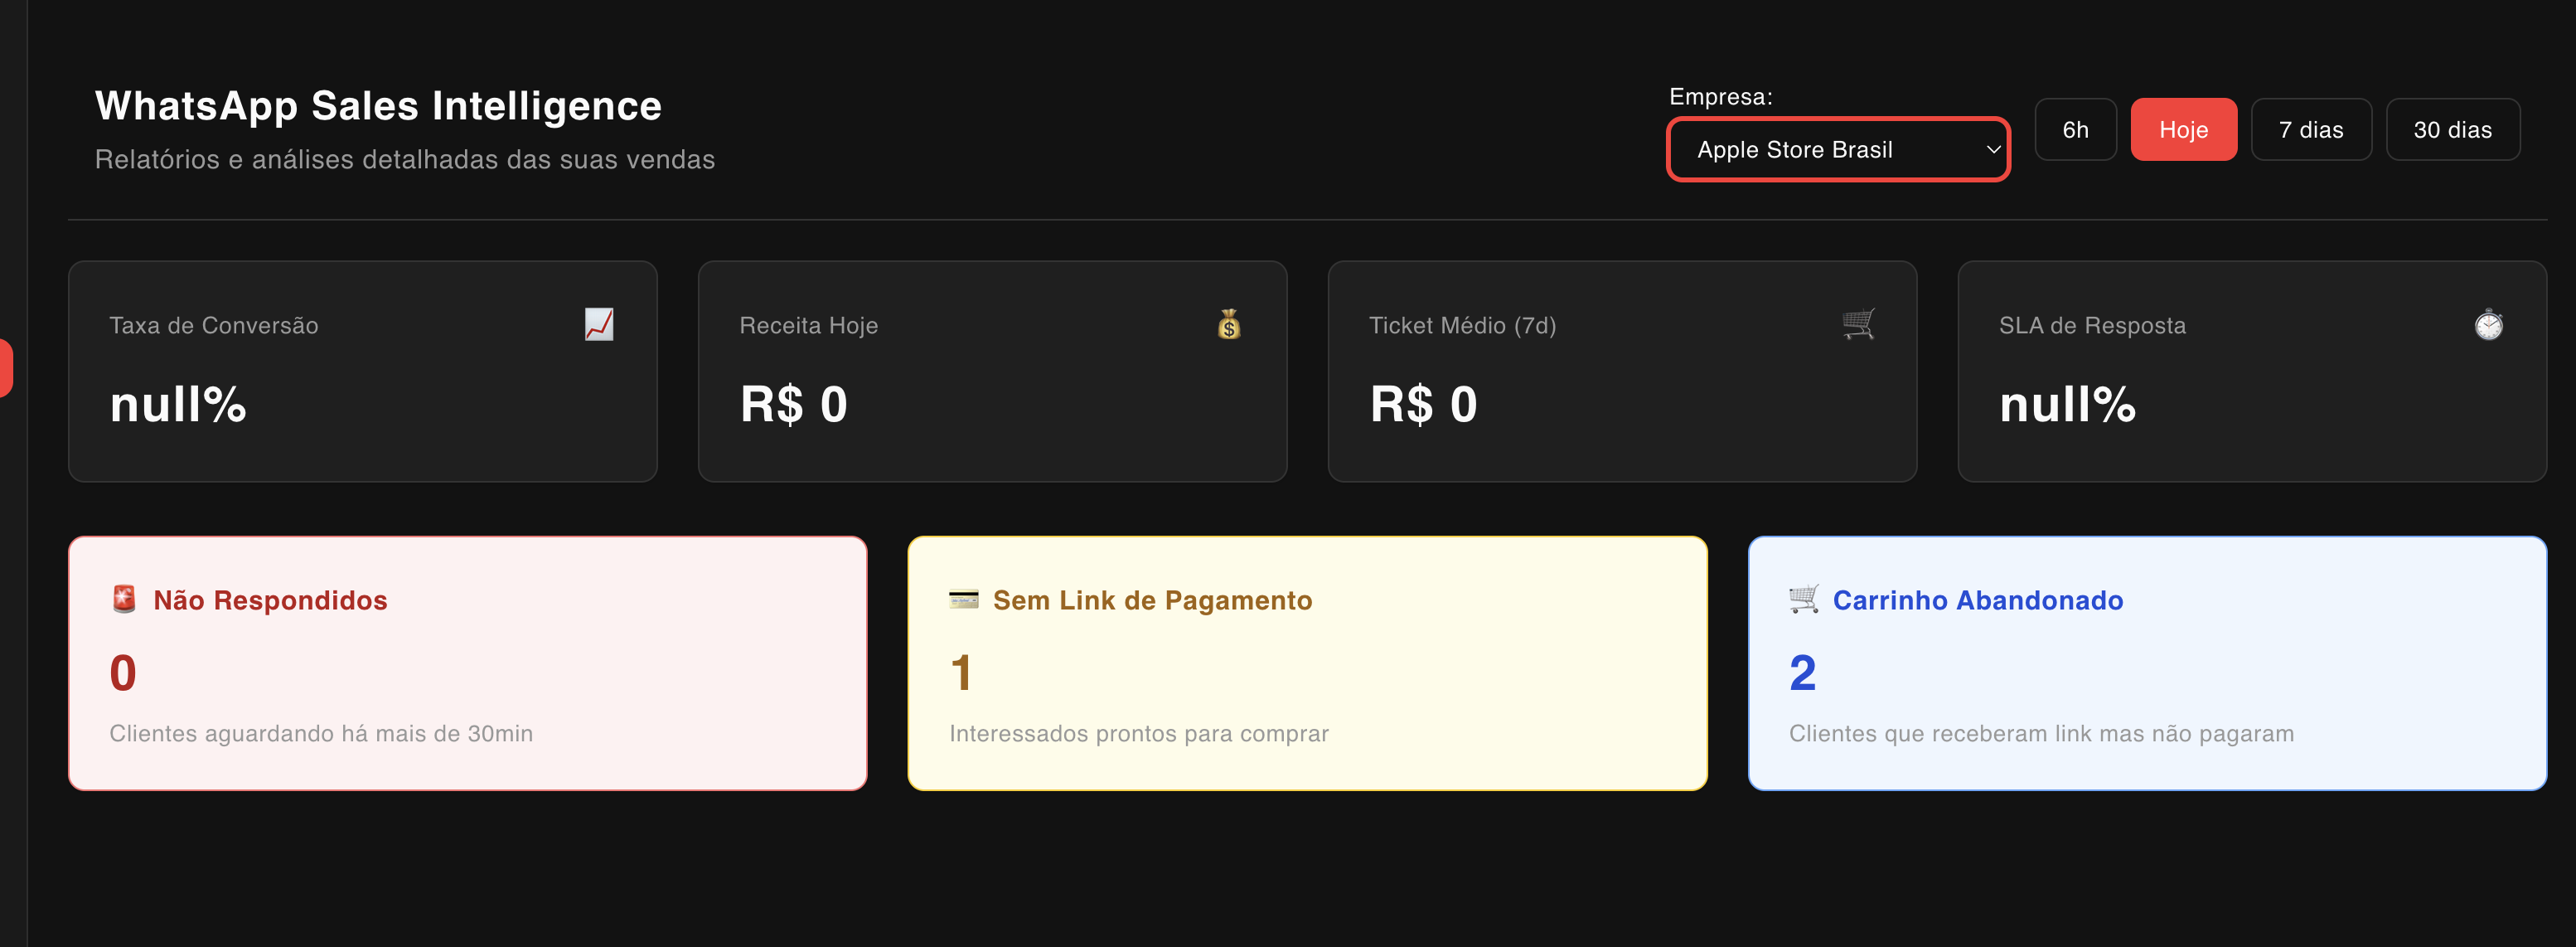 WhatsApp Sales Intelligence
Relatórios e análises detalhadas das suas vendas
Empresa:
Apple Store Brasil
6h
Hoje
7 dias
30 dias
Taxa de Conversão
null%
Receita Hoje
R$ 0
Ticket Médio (7d)
R$ 0
SLA de Resposta
null%
Não Respondidos
0
Clientes aguardando há mais de 30min
Sem Link de Pagamento
1
Interessados prontos para comprar
Carrinho Abandonado
2
Clientes que receberam link mas não pagaram